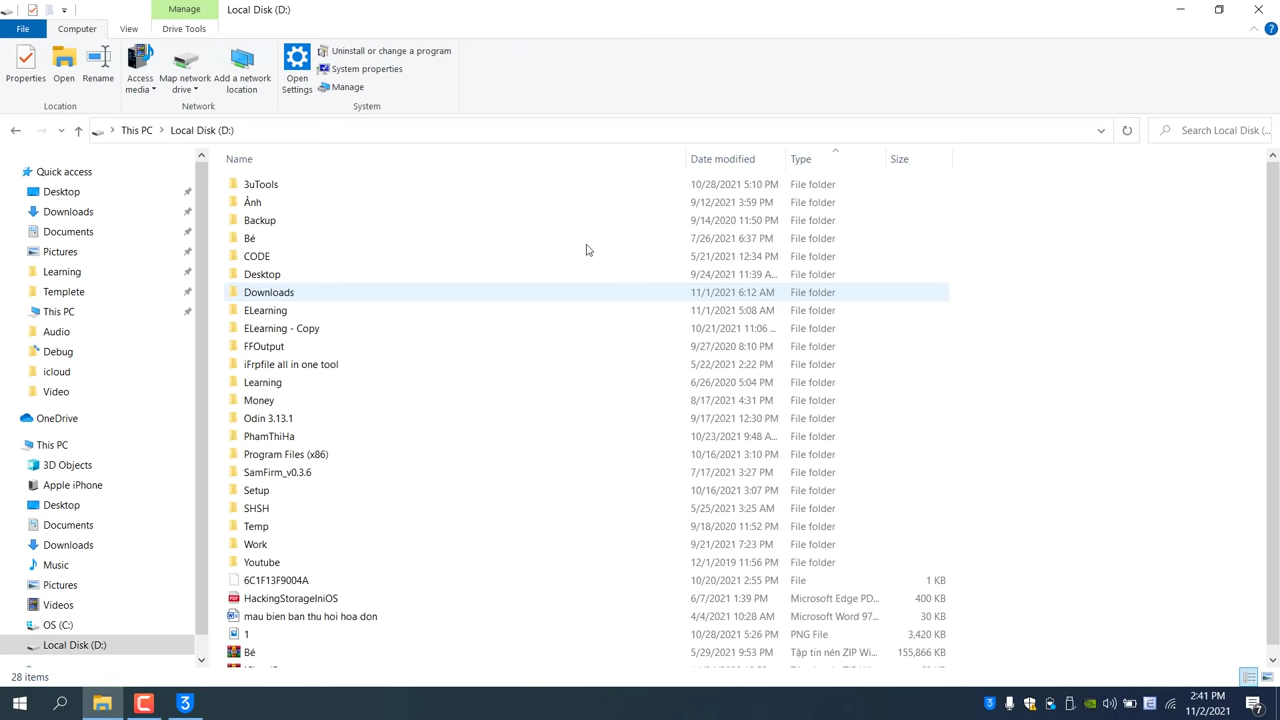 Manage Local Disk (D:)
File Computer View Drive Tools
Properties Open Rename Access media Map network drive Add a network location Open Settings Uninstall or change a program
System properties
Manage
Location Network System
This PC Local Disk (D:) Search Local Disk (...
Name Date modified Type Size
Quick access
Desktop
Downloads
Documents
Pictures
Learning
Templete
This PC
Audio
Debug
icloud
Video
OneDrive
This PC
3D Objects
Apple iPhone
Desktop
Documents
Downloads
Music
Pictures
Videos
OS (C:)
Local Disk (D:)
3uTools 10/28/2021 5:10 PM File folder
Ảnh 9/12/2021 3:59 PM File folder
Backup 9/14/2020 11:50 PM File folder
Bé 7/26/2021 6:37 PM File folder
CODE 5/21/2021 12:34 PM File folder
Desktop 9/24/2021 11:39 A... File folder
Downloads 11/1/2021 6:12 AM File folder
ELearning 11/1/2021 5:08 AM File folder
ELearning - Copy 10/21/2021 11:06 ... File folder
FFOutput 9/27/2020 8:10 PM File folder
iFrpfile all in one tool 5/22/2021 2:22 PM File folder
Learning 6/26/2020 5:04 PM File folder
Money 8/17/2021 4:31 PM File folder
Odin 3.13.1 9/17/2021 12:30 PM File folder
PhamThiHa 10/23/2021 9:48 A... File folder
Program Files (x86) 10/16/2021 3:10 PM File folder
SamFirm_v0.3.6 7/17/2021 3:27 PM File folder
Setup 10/16/2021 3:07 PM File folder
SHSH 5/25/2021 3:25 AM File folder
Temp 9/18/2020 11:52 PM File folder
Work 9/21/2021 7:23 PM File folder
Youtube 12/1/2019 11:56 PM File folder
6C1F13F9004A 10/20/2021 2:55 PM File 1 KB
HackingStorageIniOS 6/7/2021 1:39 PM Microsoft Edge PD... 400 KB
mau bien ban thu hoi hoa don 4/4/2021 10:28 AM Microsoft Word 97... 30 KB
1 10/28/2021 5:26 PM PNG File 3,420 KB
Bé 5/29/2021 9:53 PM Tập tin nén ZIP Wi... 155,866 KB
28 items
2:41 PM
11/2/2021